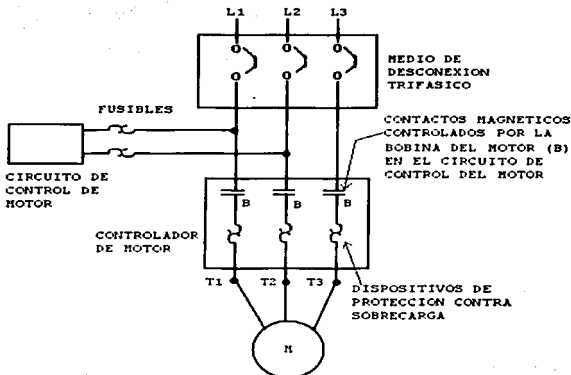 L1 L2 L3
MEDIO DE
DESCONEXION
TRIFASICO
FUSIBLES
CONTACTOS MAGNETICOS
CONTROLADOS POR LA
BOBINA DEL MOTOR (B)
EN EL CIRCUITO DE
CONTROL DEL MOTOR
CIRCUITO DE
CONTROL DE
MOTOR
B B B
CONTROLADOR
DE MOTOR
T1 T2 T3
DISPOSITIVOS DE
PROTECCION CONTRA
SOBRECARGA
M